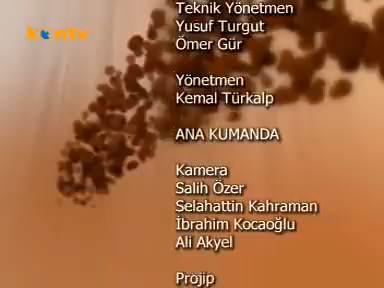 Teknik Yönetmen
Yusuf Turgut
Ömer Gür
kontv
Yönetmen
Kemal Türkalp
ANA KUMANDA
Kamera
Salih Özer
Selahattin Kahraman
İbrahim Kocaoğlu
Ali Akyel
Projip